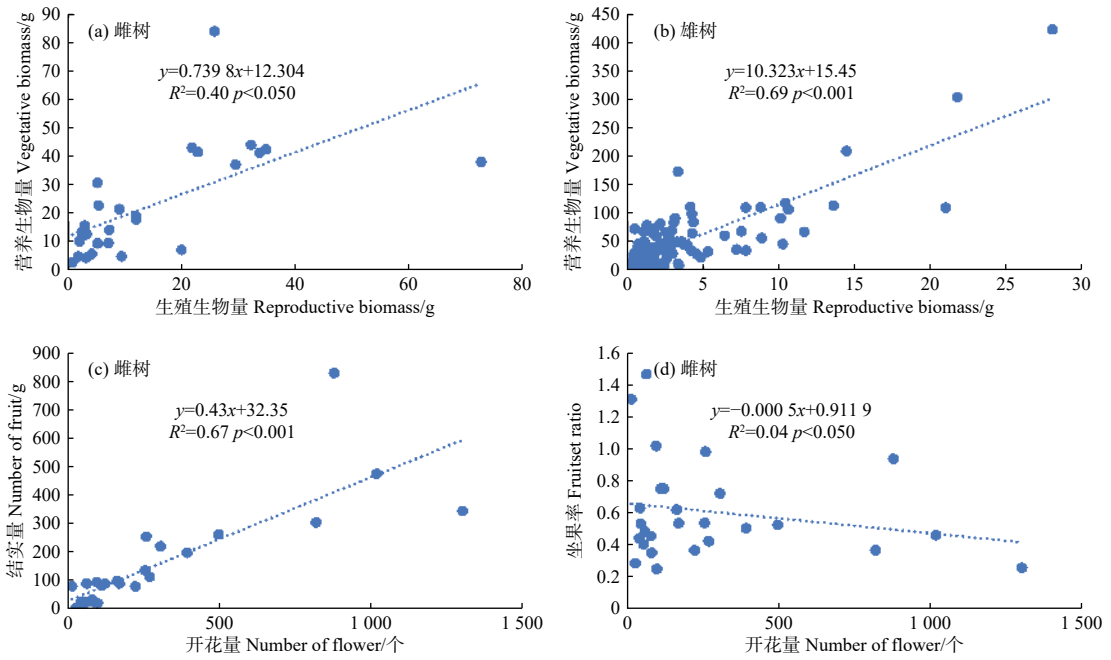 (a) 雌树
y=0.739 8x+12.304
R²=0.40 p<0.050
90
80
70
60
50
40
30
20
10
0
0 20 40 60 80
营养生物量 Vegetative biomass/g
生殖生物量 Reproductive biomass/g
(b) 雄树
y=10.323x+15.45
R²=0.69 p<0.001
450
400
350
300
250
200
150
100
50
0
0 5 10 15 20 25 30
营养生物量 Vegetative biomass/g
生殖生物量 Reproductive biomass/g
(c) 雌树
y=0.43x+32.35
R²=0.67 p<0.001
900
800
700
600
500
400
300
200
100
0
0 500 1 000 1 500
结实量 Number of fruit/g
开花量 Number of flower/个
(d) 雌树
y=−0.000 5x+0.911 9
R²=0.04 p<0.050
1.6
1.4
1.2
1.0
0.8
0.6
0.4
0.2
0
0 500 1 000 1 500
坐果率 Fruitset ratio
开花量 Number of flower/个